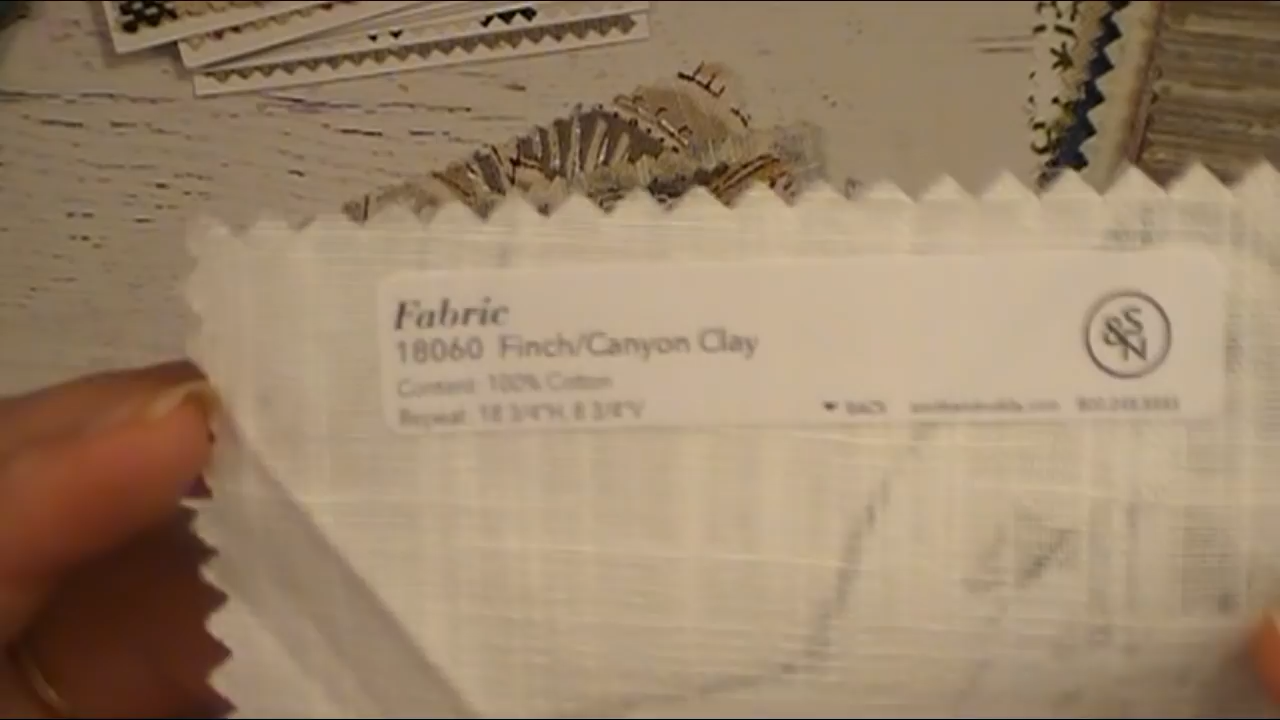 Fabric
18060 Finch/Canyon Clay
Content: 100% Cotton
Repeat: 18 3/4"H, 8 3/4"V
S&N